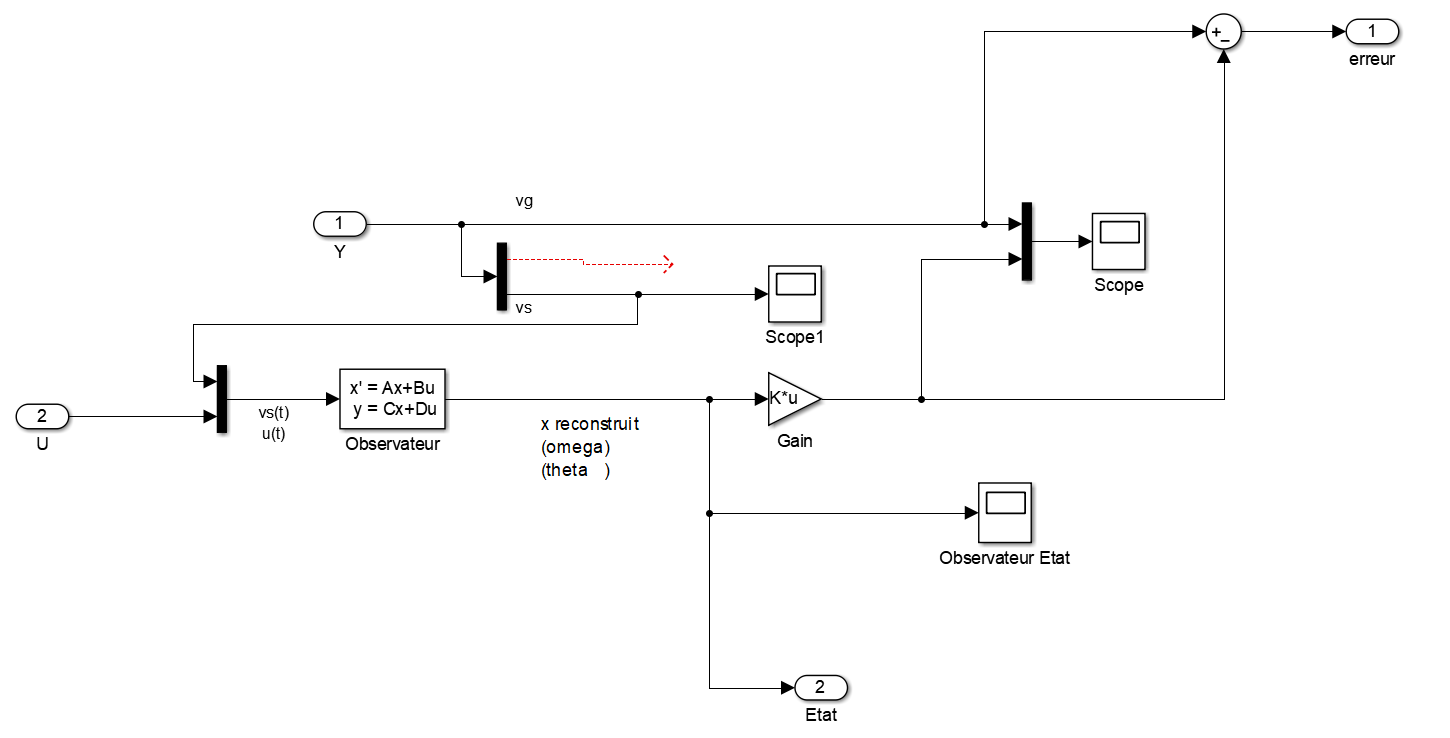 +
_
1
erreur
vg
1
Y
Scope
vs
Scope1
x' = Ax+Bu
y = Cx+Du
Observateur
vs(t)
u(t)
2
U
K*u
Gain
x reconstruit
(omega)
(theta )
Observateur Etat
2
Etat